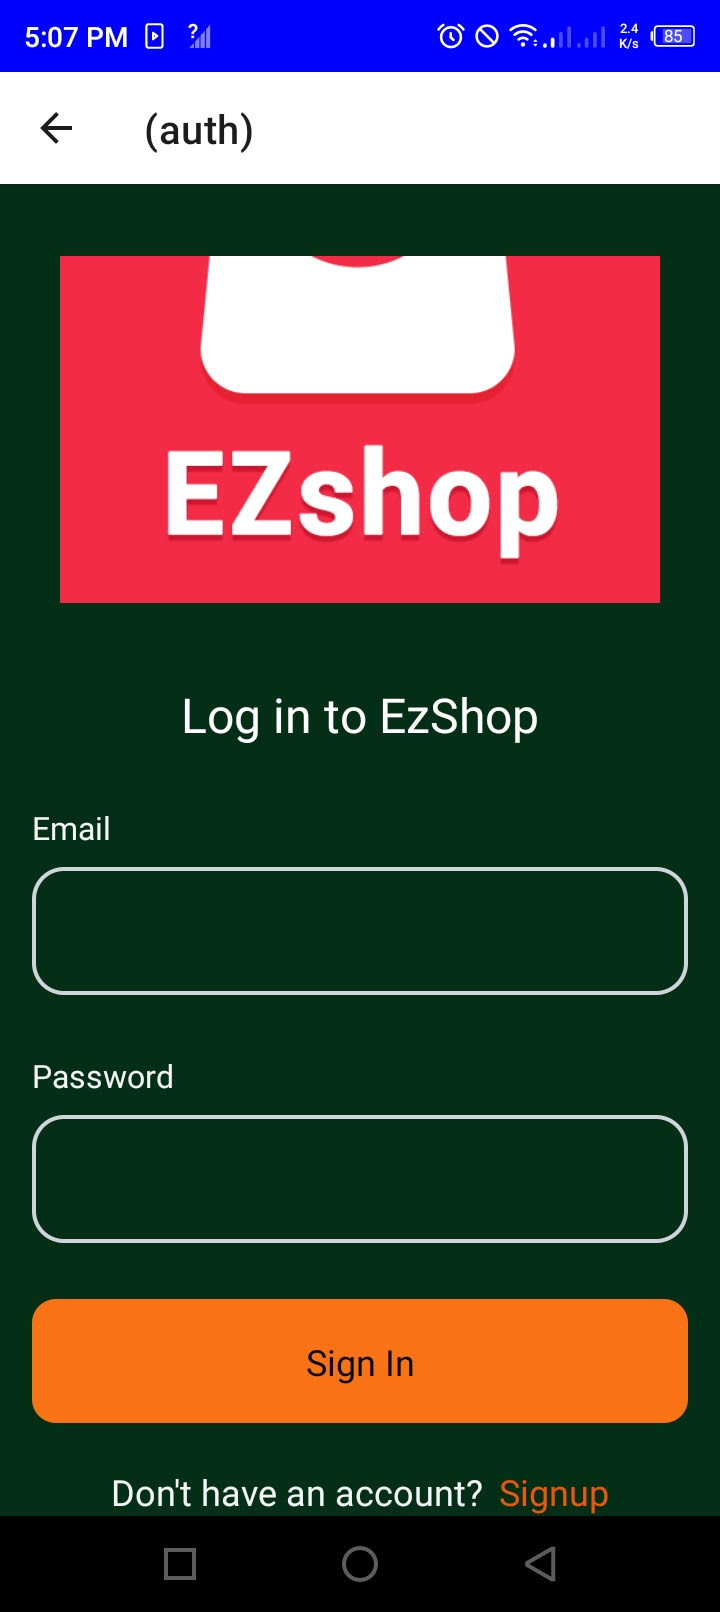 5:07 PM ? 2.4 K/s 85
(auth)
EZshop
Log in to EzShop
Email
Password
Sign In
Don't have an account? Signup